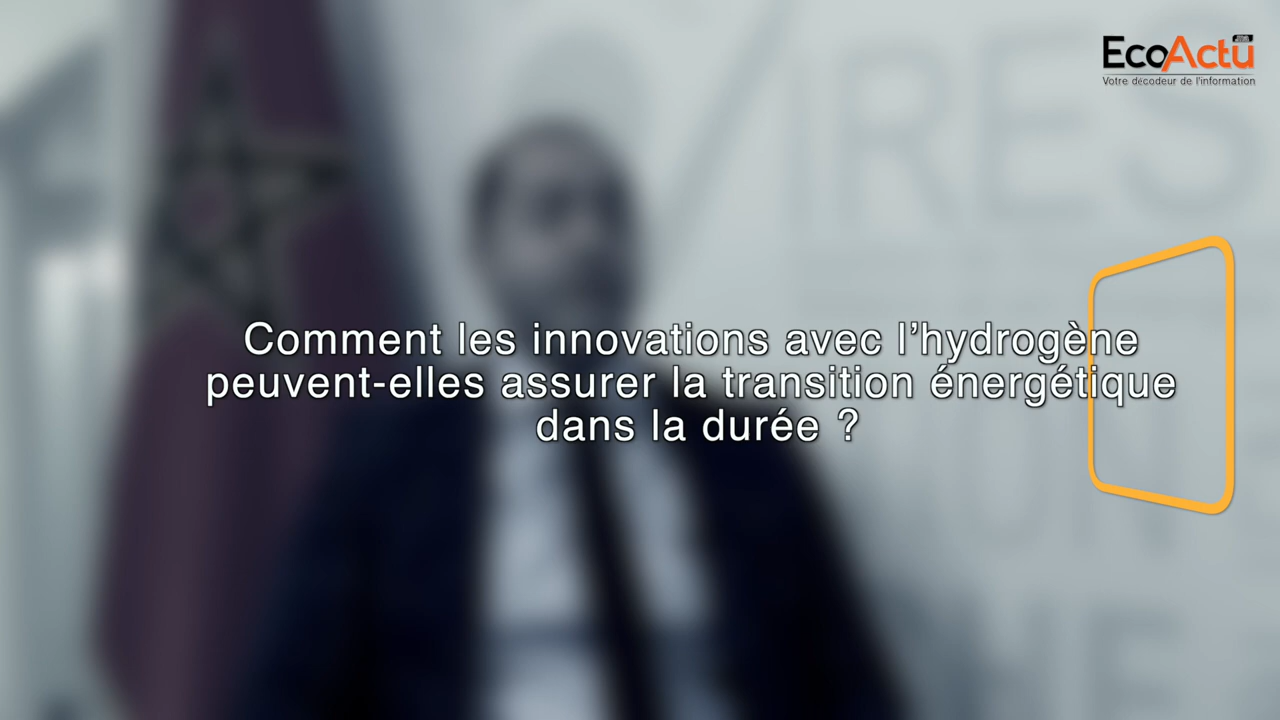 EcoActu
Votre décodeur de l'information
RES
Comment les innovations avec l’hydrogène
peuvent-elles assurer la transition énergétique
dans la durée ?